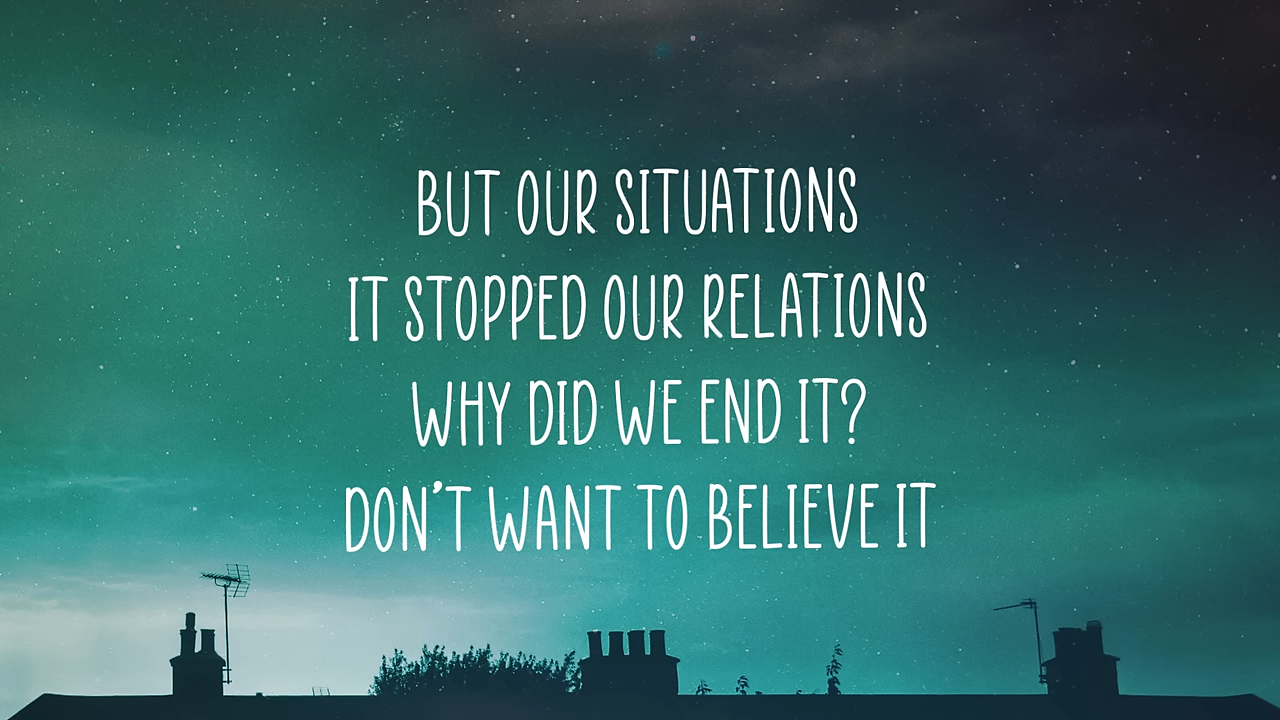 BUT OUR SITUATIONS
IT STOPPED OUR RELATIONS
WHY DID WE END IT?
DON'T WANT TO BELIEVE IT